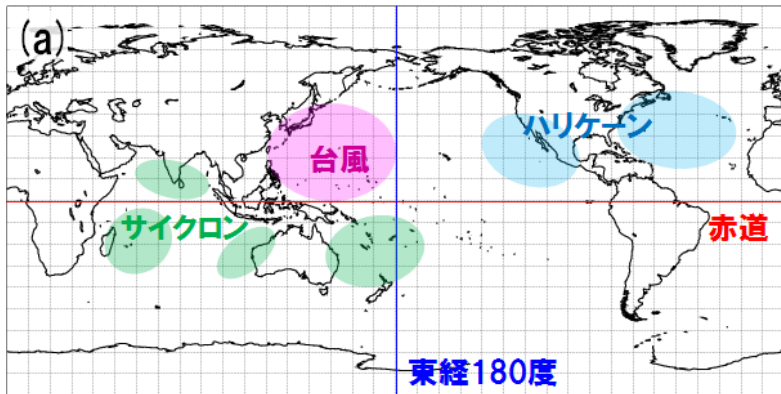 (a)
ハリケーン
台風
サイクロン
赤道
東経180度